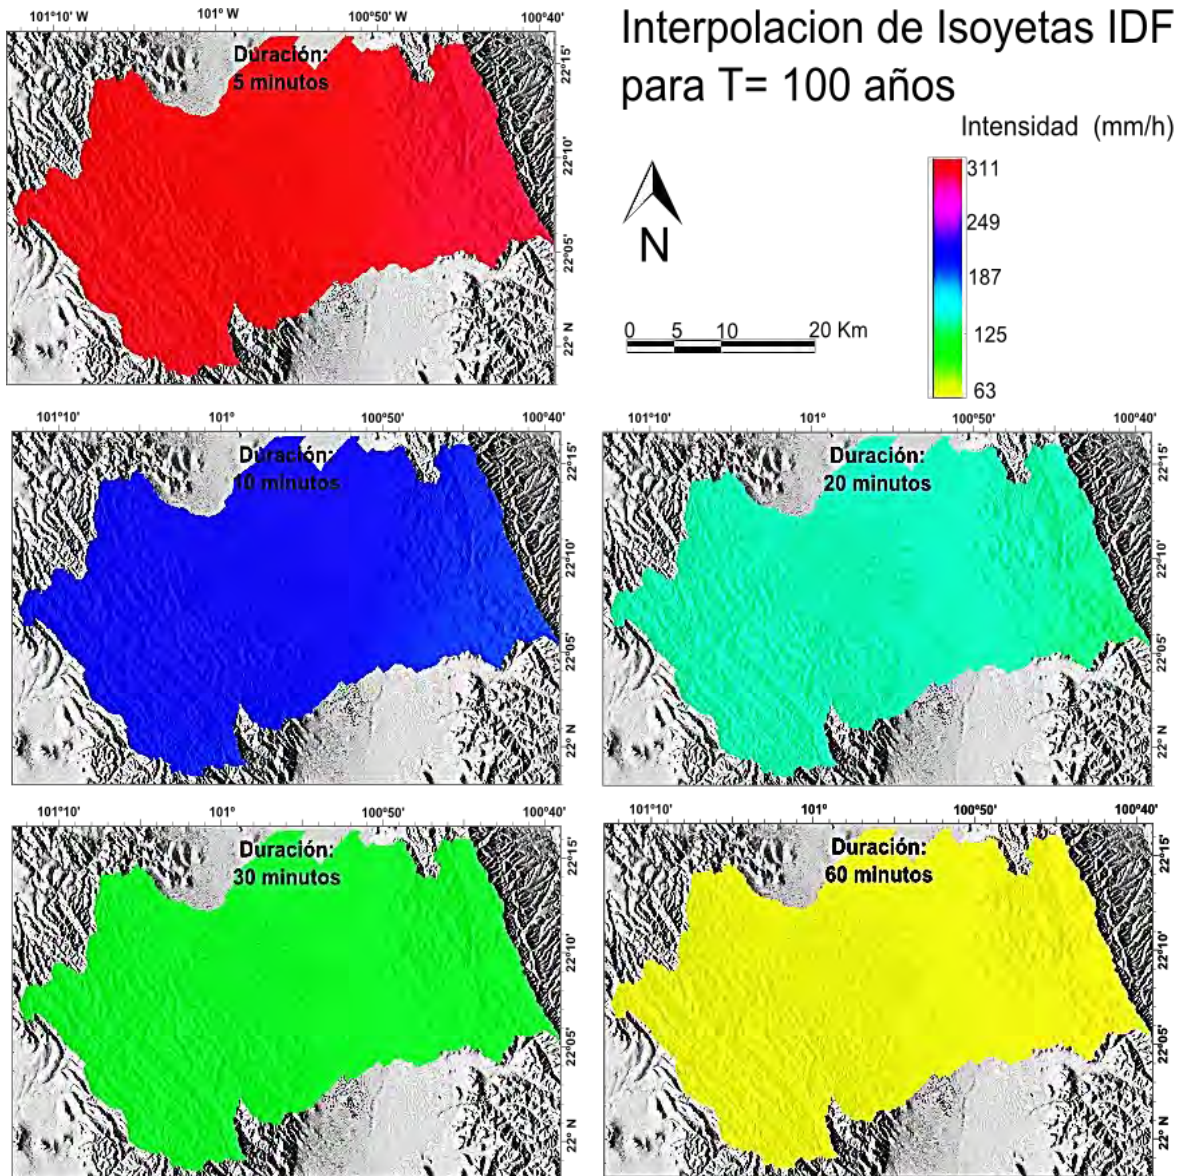 Interpolacion de Isoyetas IDF
para T= 100 años
Intensidad (mm/h)
311
249
187
125
63
N
0 5 10 20 Km
101°10' W 101° W 100°50' W 100°40'
Duración:
5 minutos
22°15'
22°10'
22°05'
22° N
101°10' 101° 100°50' 100°40'
Duración:
10 minutos
22°15'
22°10'
22°05'
22° N
101°10' 101° 100°50' 100°40'
Duración:
20 minutos
22°15'
22°10'
22°05'
22° N
101°10' 101° 100°50' 100°40'
Duración:
30 minutos
22°15'
22°10'
22°05'
22° N
101°10' 101° 100°50' 100°40'
Duración:
60 minutos
22°15'
22°10'
22°05'
22° N